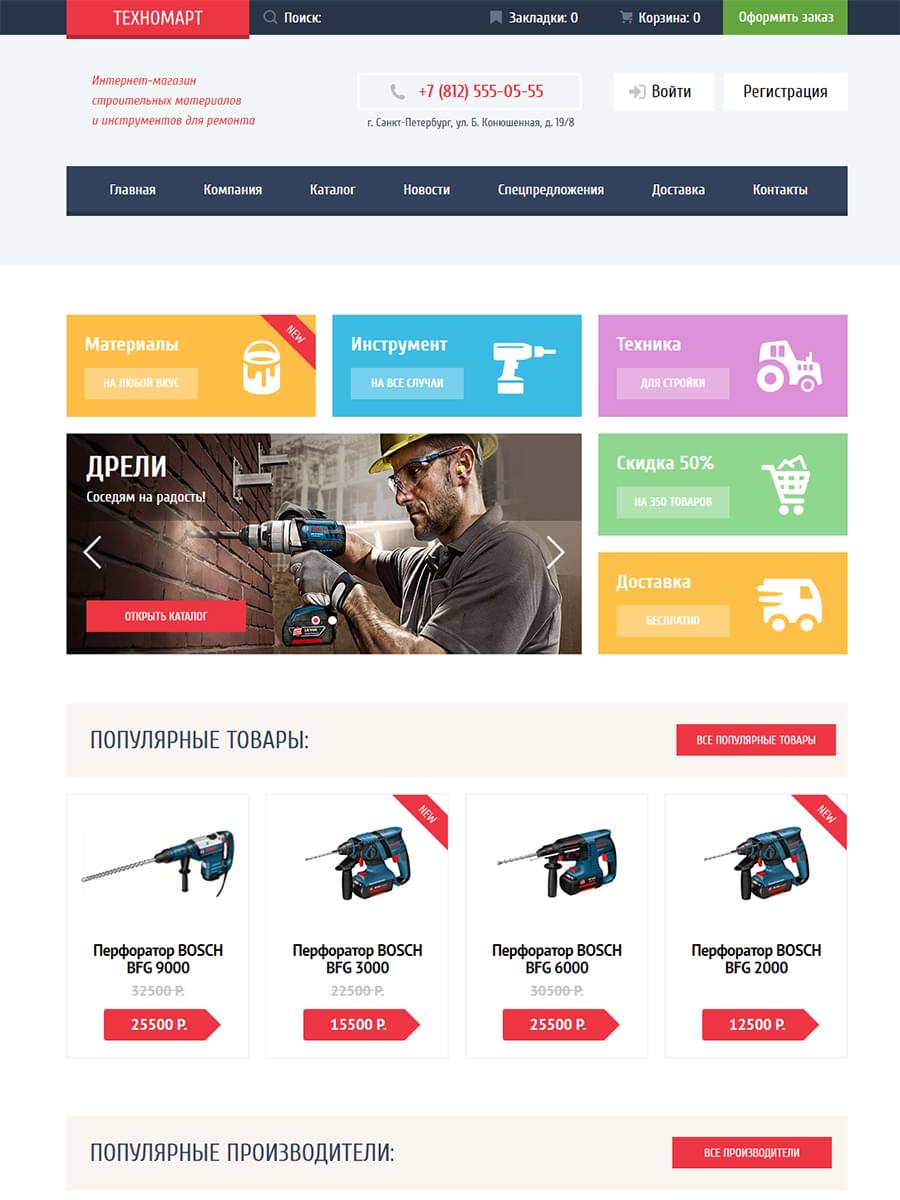 ТЕХНОМАРТ
Поиск:
Закладки: 0
Корзина: 0
Оформить заказ
Интернет-магазин
строительных материалов
и инструментов для ремонта
+7 (812) 555-05-55
г. Санкт-Петербург, ул. Б. Конюшенная, д. 19/8
Войти
Регистрация
Главная
Компания
Каталог
Новости
Спецпредложения
Доставка
Контакты
Материалы
НА ЛЮБОЙ ВКУС
NEW
Инструмент
НА ВСЕ СЛУЧАИ
Техника
ДЛЯ СТРОЙКИ
ДРЕЛИ
Соседям на радость!
ОТКРЫТЬ КАТАЛОГ
Скидка 50%
НА 350 ТОВАРОВ
Доставка
БЕСПЛАТНО
ПОПУЛЯРНЫЕ ТОВАРЫ:
ВСЕ ПОПУЛЯРНЫЕ ТОВАРЫ
Перфоратор BOSCH
BFG 9000
32500 Р.
25500 Р.
NEW
Перфоратор BOSCH
BFG 3000
22500 Р.
15500 Р.
Перфоратор BOSCH
BFG 6000
30500 Р.
25500 Р.
NEW
Перфоратор BOSCH
BFG 2000
12500 Р.
ПОПУЛЯРНЫЕ ПРОИЗВОДИТЕЛИ:
ВСЕ ПРОИЗВОДИТЕЛИ